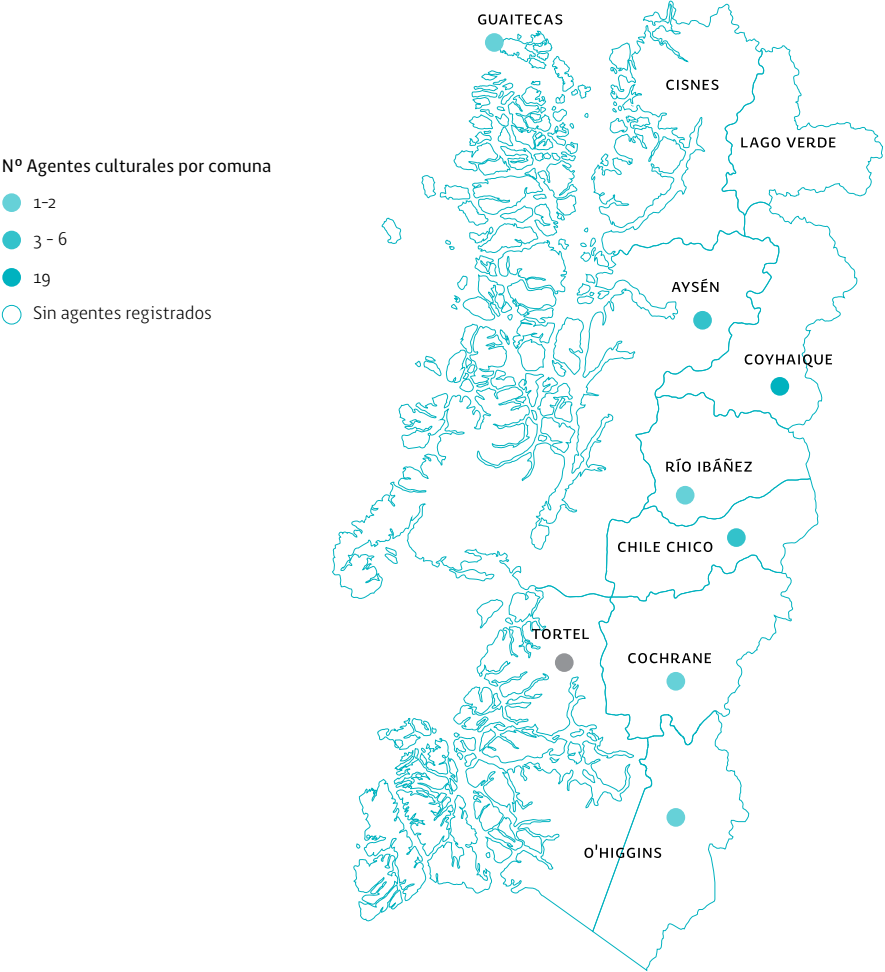 GUAITECAS
CISNES
LAGO VERDE
Nº Agentes culturales por comuna
1-2
3 - 6
19
Sin agentes registrados
AYSÉN
COYHAIQUE
RÍO IBÁÑEZ
CHILE CHICO
TORTEL
COCHRANE
O'HIGGINS